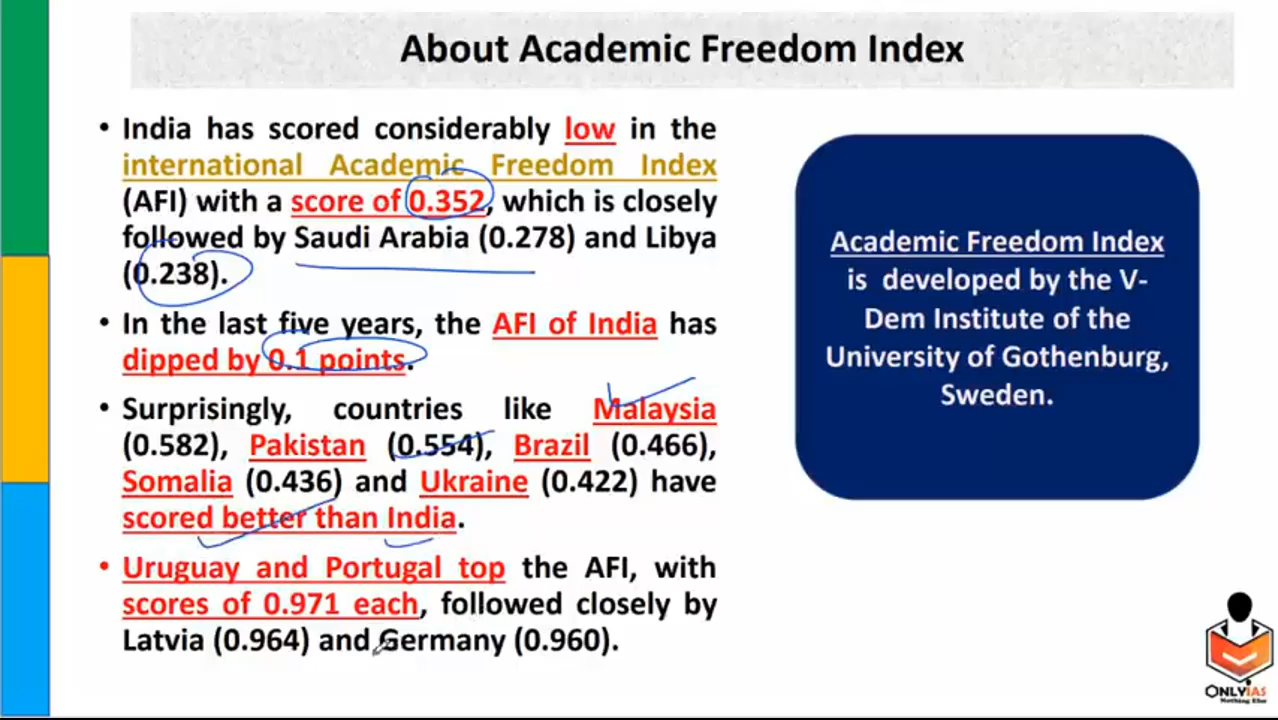 About Academic Freedom Index
• India has scored considerably low in the
international Academic Freedom Index
(AFI) with a score of 0.352, which is closely
followed by Saudi Arabia (0.278) and Libya
(0.238).
• In the last five years, the AFI of India has
dipped by 0.1 points.
• Surprisingly, countries like Malaysia
(0.582), Pakistan (0.554), Brazil (0.466),
Somalia (0.436) and Ukraine (0.422) have
scored better than India.
• Uruguay and Portugal top the AFI, with
scores of 0.971 each, followed closely by
Latvia (0.964) and Germany (0.960).
Academic Freedom Index
is developed by the V-
Dem Institute of the
University of Gothenburg,
Sweden.
ONLYIAS
Nothing Else